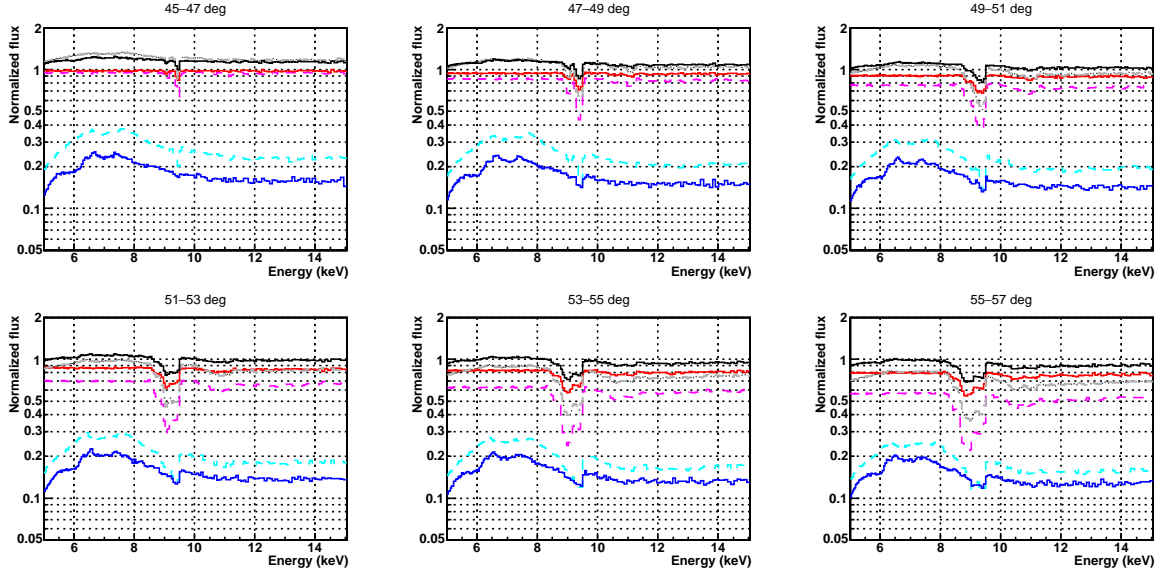 45–47 deg
Normalized flux
2
1
0.5
0.4
0.3
0.2
0.1
0.05
6 8 10 12 14
Energy (keV)
47–49 deg
Normalized flux
2
1
0.5
0.4
0.3
0.2
0.1
0.05
6 8 10 12 14
Energy (keV)
49–51 deg
Normalized flux
2
1
0.5
0.4
0.3
0.2
0.1
0.05
6 8 10 12 14
Energy (keV)
51–53 deg
Normalized flux
2
1
0.5
0.4
0.3
0.2
0.1
0.05
6 8 10 12 14
Energy (keV)
53–55 deg
Normalized flux
2
1
0.5
0.4
0.3
0.2
0.1
0.05
6 8 10 12 14
Energy (keV)
55–57 deg
Normalized flux
2
1
0.5
0.4
0.3
0.2
0.1
0.05
6 8 10 12 14
Energy (keV)